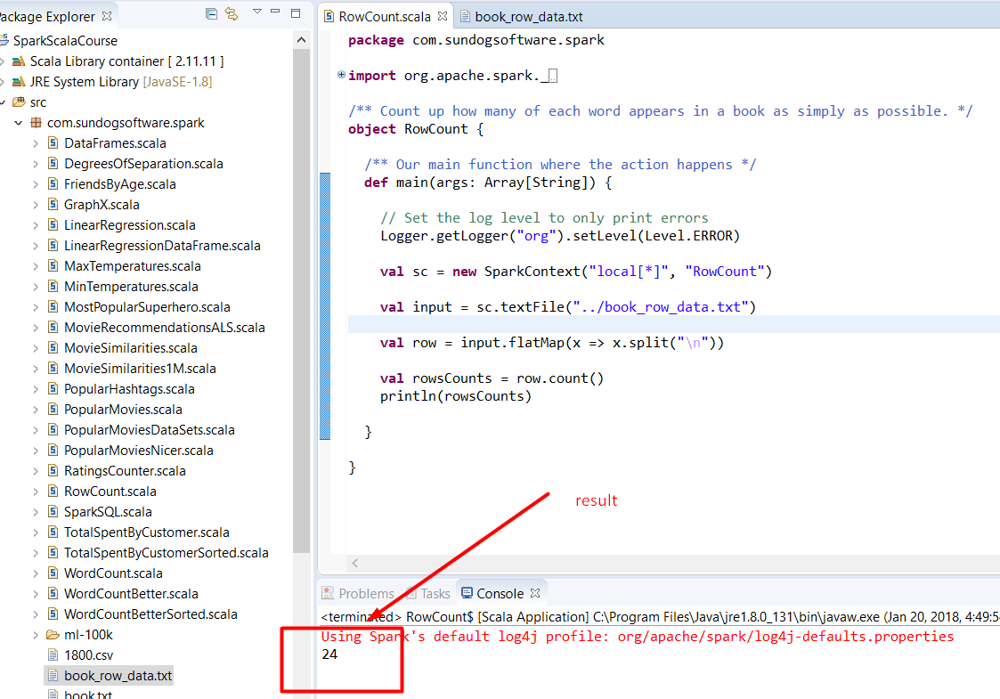 Package Explorer
SparkScalaCourse
Scala Library container [ 2.11.11 ]
JRE System Library [JavaSE-1.8]
src
com.sundogsoftware.spark
DataFrames.scala
DegreesOfSeparation.scala
FriendsByAge.scala
GraphX.scala
LinearRegression.scala
LinearRegressionDataFrame.scala
MaxTemperatures.scala
MinTemperatures.scala
MostPopularSuperhero.scala
MovieRecommendationsALS.scala
MovieSimilarities.scala
MovieSimilarities1M.scala
PopularHashtags.scala
PopularMovies.scala
PopularMoviesDataSets.scala
PopularMoviesNicer.scala
RatingsCounter.scala
RowCount.scala
SparkSQL.scala
TotalSpentByCustomer.scala
TotalSpentByCustomerSorted.scala
WordCount.scala
WordCountBetter.scala
WordCountBetterSorted.scala
ml-100k
1800.csv
book_row_data.txt
book.txt
RowCount.scala book_row_data.txt
package com.sundogsoftware.spark
import org.apache.spark._
/** Count up how many of each word appears in a book as simply as possible. */
object RowCount {
/** Our main function where the action happens */
def main(args: Array[String]) {
// Set the log level to only print errors
Logger.getLogger("org").setLevel(Level.ERROR)
val sc = new SparkContext("local[*]", "RowCount")
val input = sc.textFile("../book_row_data.txt")
val row = input.flatMap(x => x.split("\n"))
val rowsCounts = row.count()
println(rowsCounts)
}
}
result
Problems Tasks Console
<terminated> RowCount$ [Scala Application] C:\Program Files\Java\jre1.8.0_131\bin\javaw.exe (Jan 20, 2018, 4:49:5
Using Spark's default log4j profile: org/apache/spark/log4j-defaults.properties
24